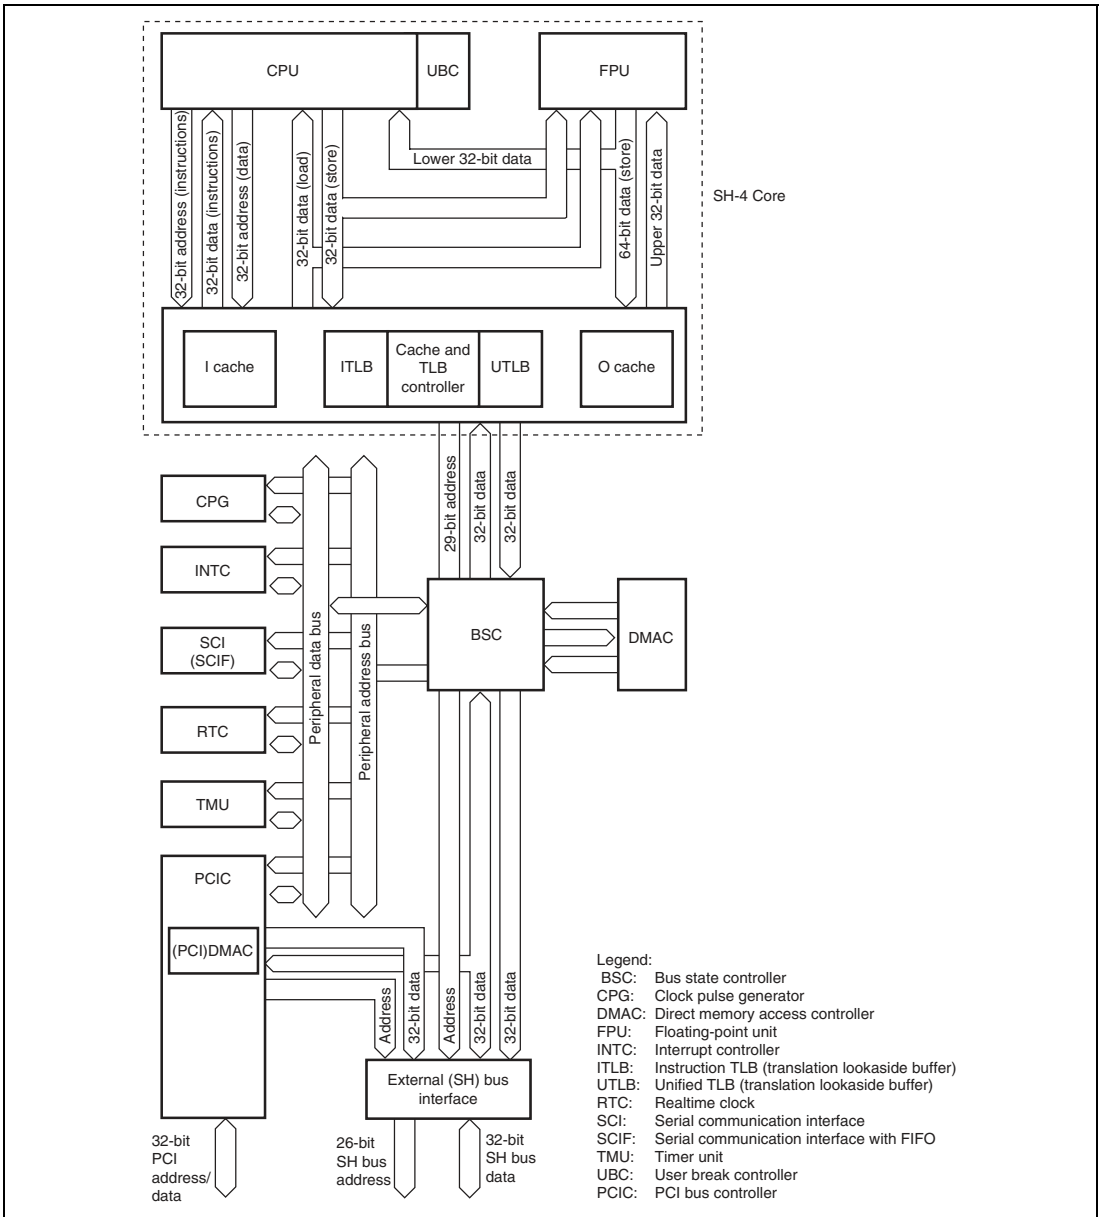 CPU
UBC
FPU
32-bit address (instructions)
32-bit data (instructions)
32-bit address (data)
32-bit data (load)
32-bit data (store)
Lower 32-bit data
64-bit data (store)
Upper 32-bit data
SH-4 Core
I cache
ITLB
Cache and
TLB
controller
UTLB
O cache
29-bit address
32-bit data
32-bit data
CPG
INTC
SCI
(SCIF)
RTC
TMU
PCIC
(PCI)DMAC
Peripheral data bus
Peripheral address bus
BSC
DMAC
Address
32-bit data
Address
32-bit data
32-bit data
External (SH) bus
interface
32-bit
PCI
address/
data
26-bit
SH bus
address
32-bit
SH bus
data
Legend:
BSC: Bus state controller
CPG: Clock pulse generator
DMAC: Direct memory access controller
FPU: Floating-point unit
INTC: Interrupt controller
ITLB: Instruction TLB (translation lookaside buffer)
UTLB: Unified TLB (translation lookaside buffer)
RTC: Realtime clock
SCI: Serial communication interface
SCIF: Serial communication interface with FIFO
TMU: Timer unit
UBC: User break controller
PCIC: PCI bus controller